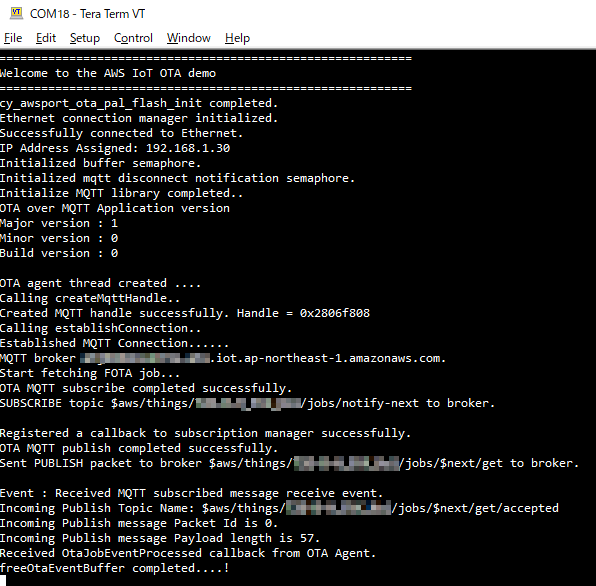 COM18 - Tera Term VT
File Edit Setup Control Window Help
=======================================================
Welcome to the AWS IoT OTA demo
=======================================================
cy_awsport_ota_pal_flash_init completed.
Ethernet connection manager initialized.
Successfully connected to Ethernet.
IP Address Assigned: 192.168.1.30
Initialized buffer semaphore.
Initialized mqtt disconnect notification semaphore.
Initialize MQTT library completed..
OTA over MQTT Application version
Major version : 1
Minor version : 0
Build version : 0
OTA agent thread created ....
Calling createMqttHandle..
Created MQTT handle successfully. Handle = 0x2806f808
Calling establishConnection..
Established MQTT Connection......
MQTT broker .iot.ap-northeast-1.amazonaws.com.
Start fetching FOTA job...
OTA MQTT subscribe completed successfully.
SUBSCRIBE topic $aws/things/ /jobs/notify-next to broker.
Registered a callback to subscription manager successfully.
OTA MQTT publish completed successfully.
Sent PUBLISH packet to broker $aws/things/ /jobs/$next/get to broker.
Event : Received MQTT subscribed message receive event.
Incoming Publish Topic Name: $aws/things/ /jobs/$next/get/accepted
Incoming Publish message Packet Id is 0.
Incoming Publish message Payload length is 57.
Received OtaJobEventProcessed callback from OTA Agent.
freeOtaEventBuffer completed....!